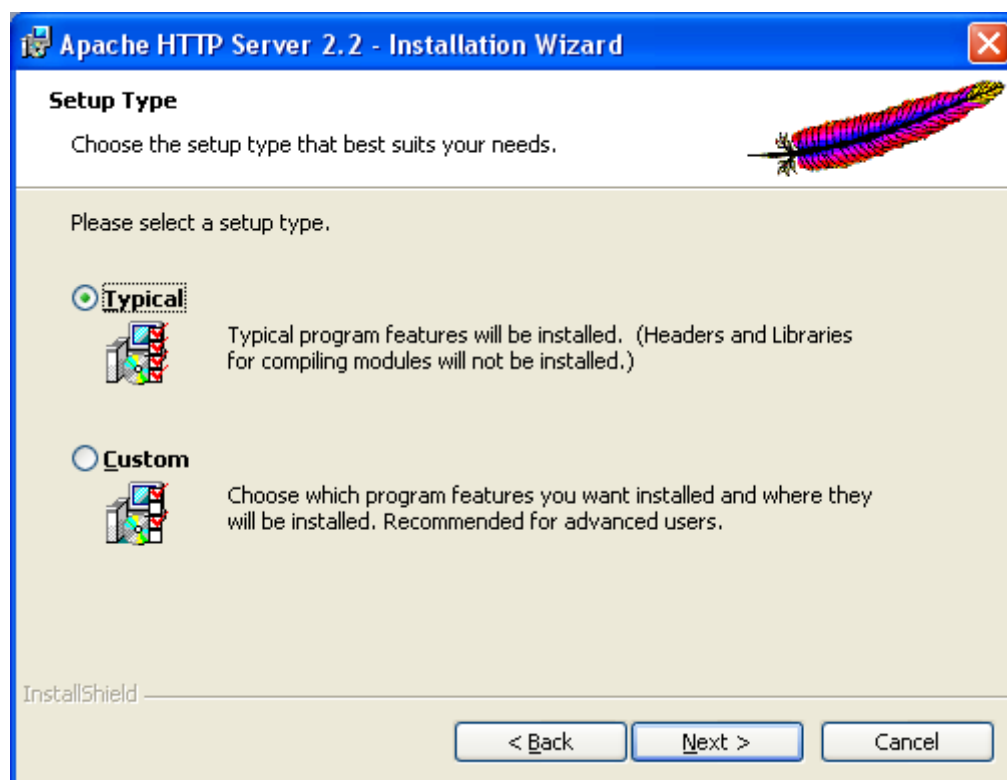 Apache HTTP Server 2.2 - Installation Wizard
Setup Type
Choose the setup type that best suits your needs.
Please select a setup type.
Typical
Typical program features will be installed. (Headers and Libraries
for compiling modules will not be installed.)
Custom
Choose which program features you want installed and where they
will be installed. Recommended for advanced users.
InstallShield
< Back Next > Cancel